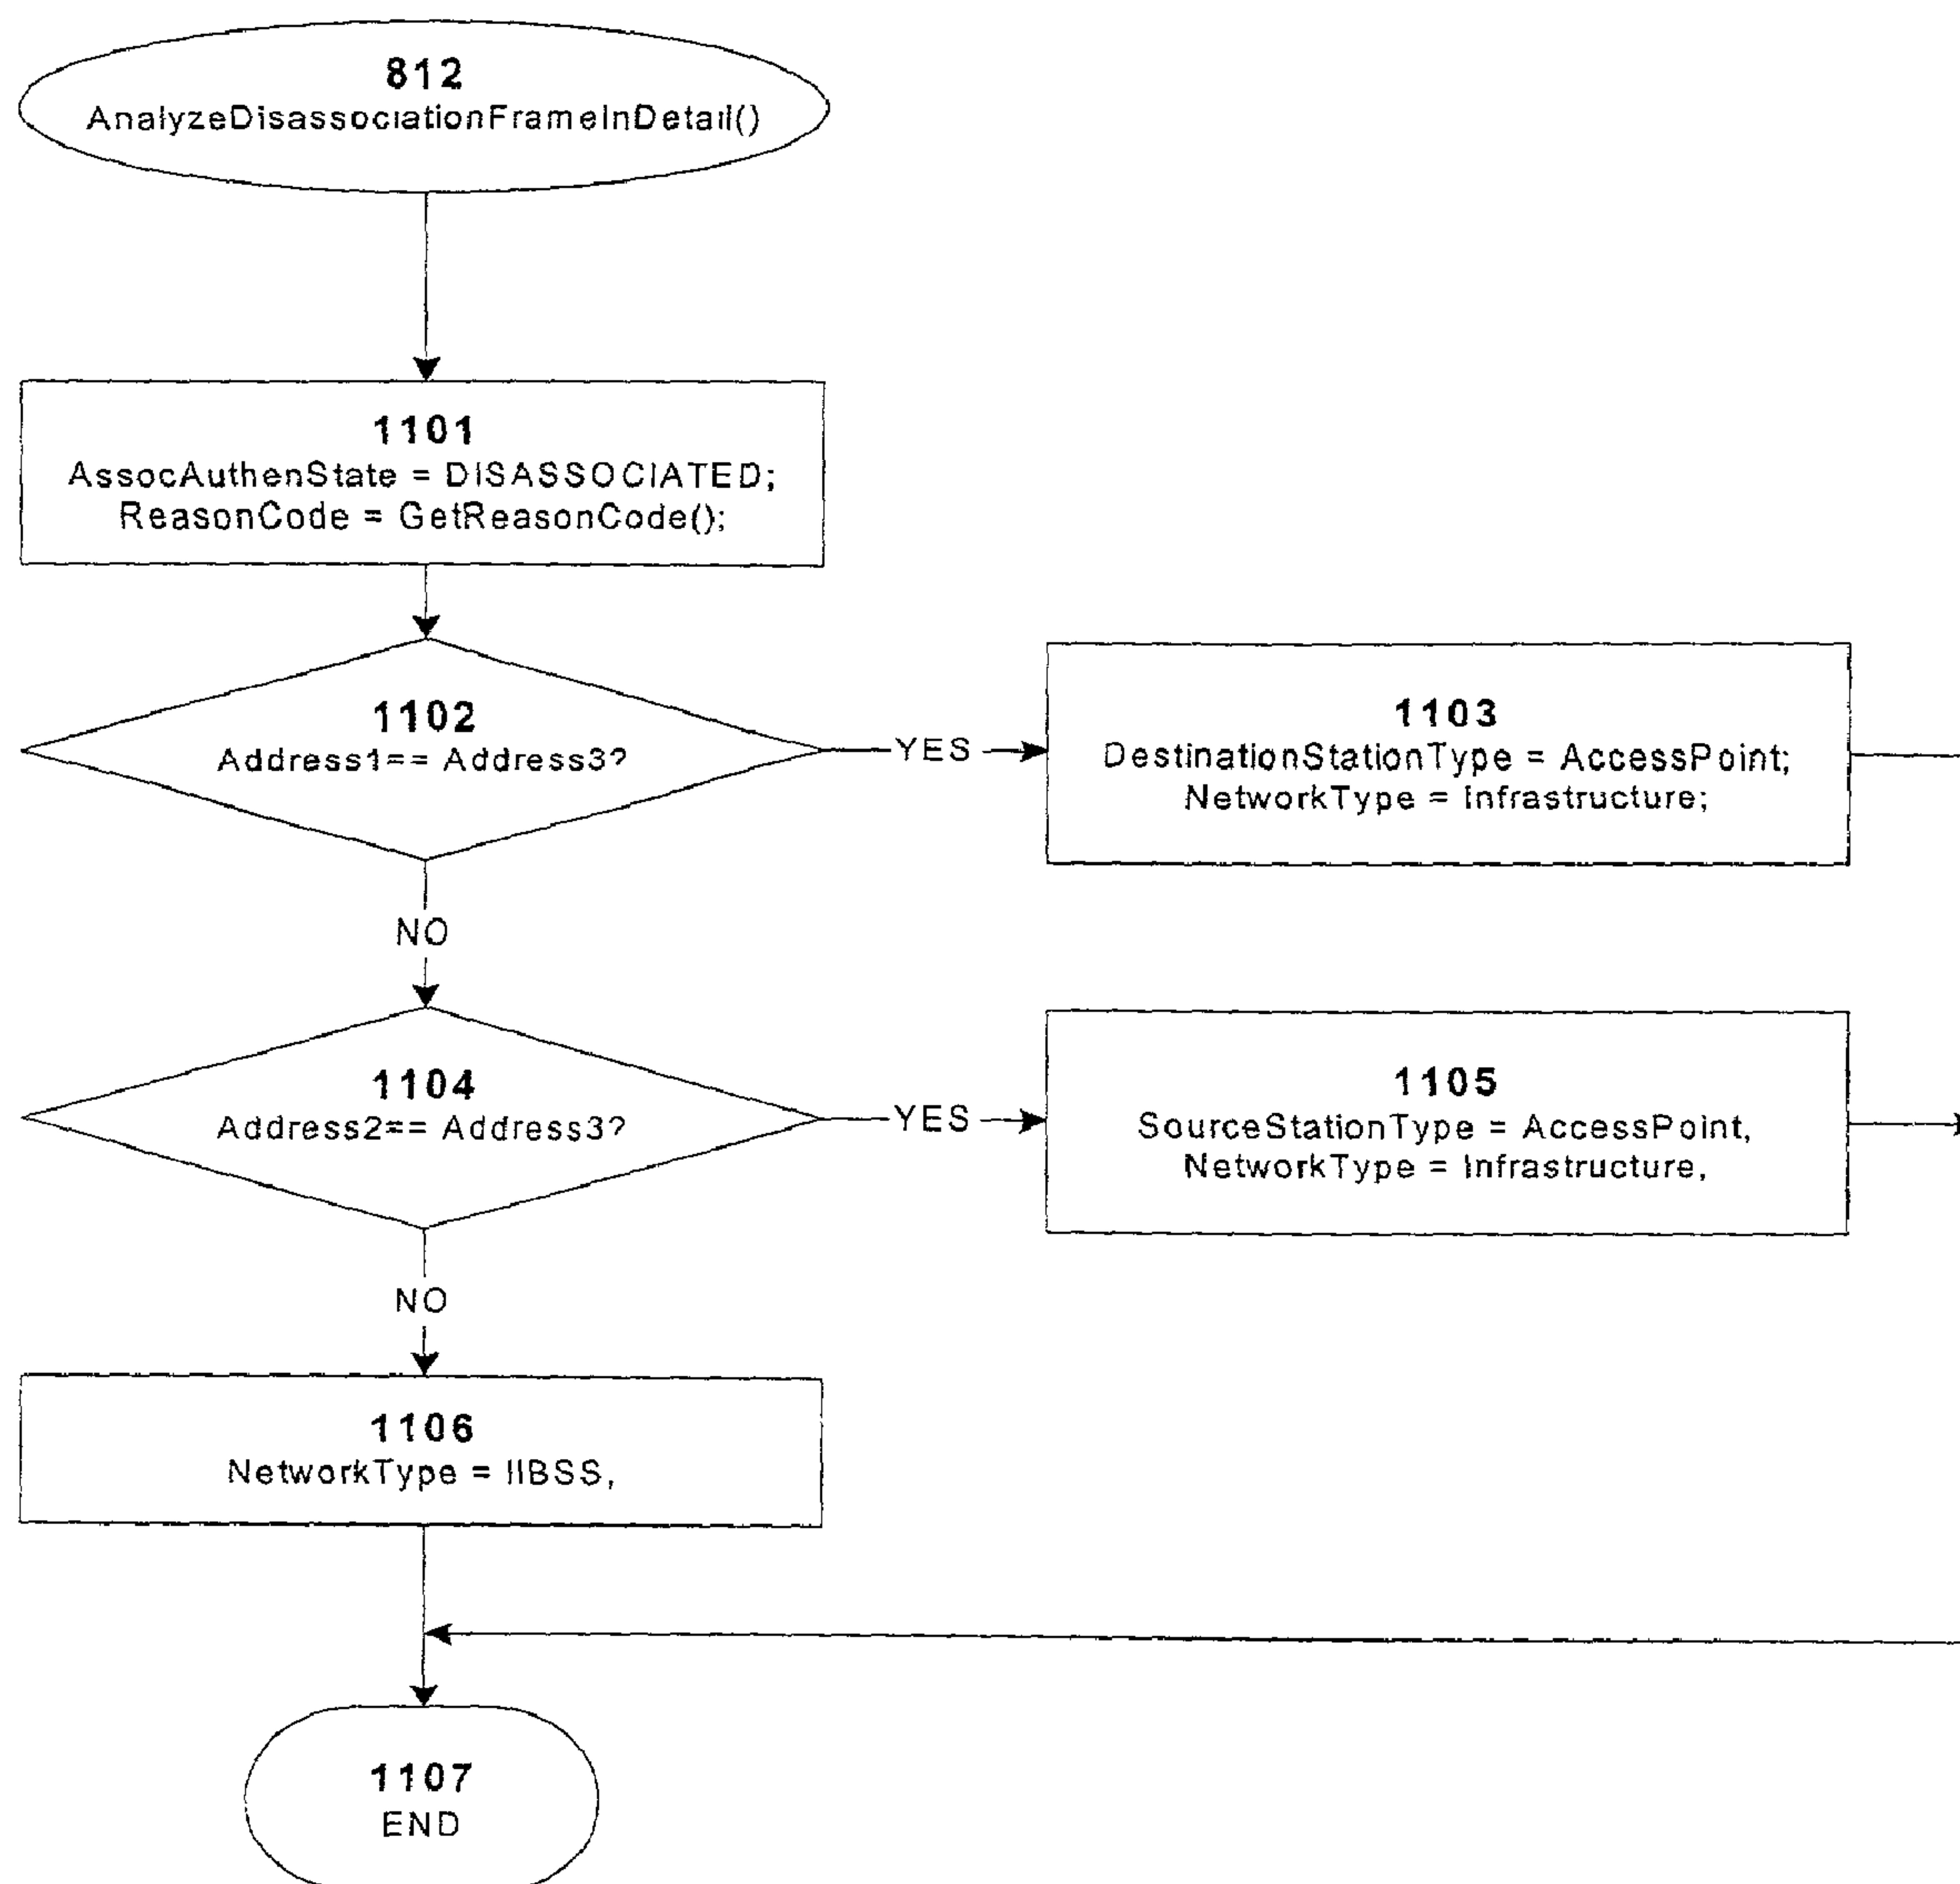 812
AnalyzeDisassociationFrameInDetail()
1101
AssocAuthenState = DISASSOCIATED;
ReasonCode = GetReasonCode();
1102
Address1== Address3?
YES
1103
DestinationStationType = AccessPoint;
NetworkType = Infrastructure;
NO
1104
Address2== Address3?
YES
1105
SourceStationType = AccessPoint,
NetworkType = Infrastructure,
NO
1106
NetworkType = IIBSS,
1107
END